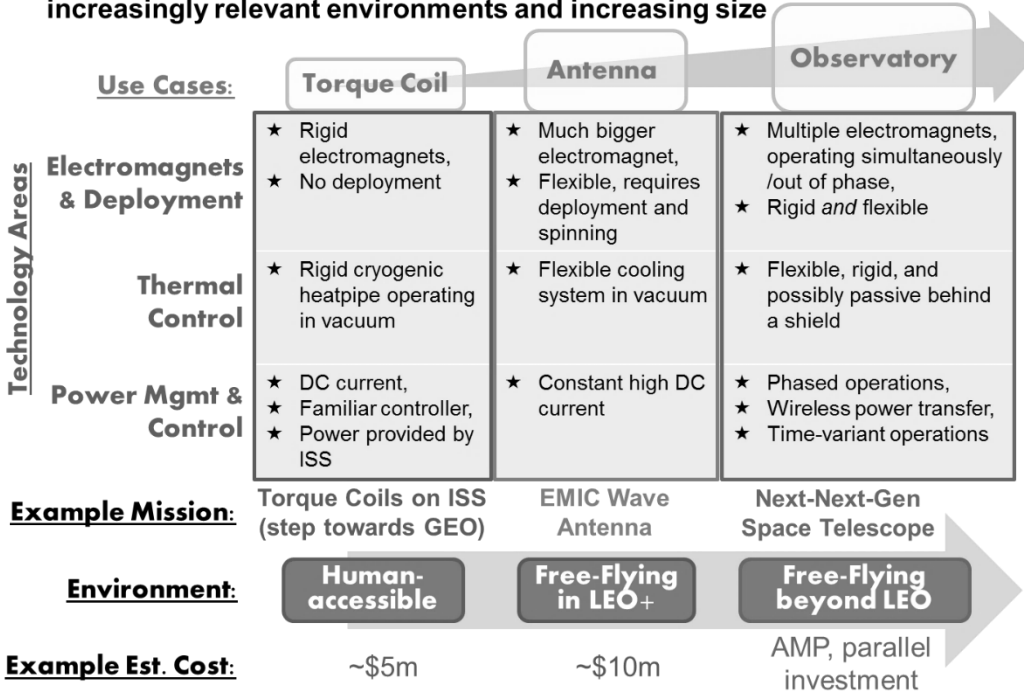 increasingly relevant environments and increasing size
Use Cases:
Torque Coil
Antenna
Observatory
Technology Areas
Electromagnets
& Deployment
★ Rigid
electromagnets,
★ No deployment
★ Much bigger
electromagnet,
★ Flexible, requires
deployment and
spinning
★ Multiple electromagnets,
operating simultaneously
/out of phase,
★ Rigid and flexible
Thermal
Control
★ Rigid cryogenic
heatpipe operating
in vacuum
★ Flexible cooling
system in vacuum
★ Flexible, rigid, and
possibly passive behind
a shield
Power Mgmt &
Control
★ DC current,
★ Familiar controller,
★ Power provided by
ISS
★ Constant high DC
current
★ Phased operations,
★ Wireless power transfer,
★ Time-variant operations
Example Mission:
Torque Coils on ISS
(step towards GEO)
EMIC Wave
Antenna
Next-Next-Gen
Space Telescope
Environment:
Human-
accessible
Free-Flying
in LEO+
Free-Flying
beyond LEO
Example Est. Cost:
~$5m
~$10m
AMP, parallel
investment